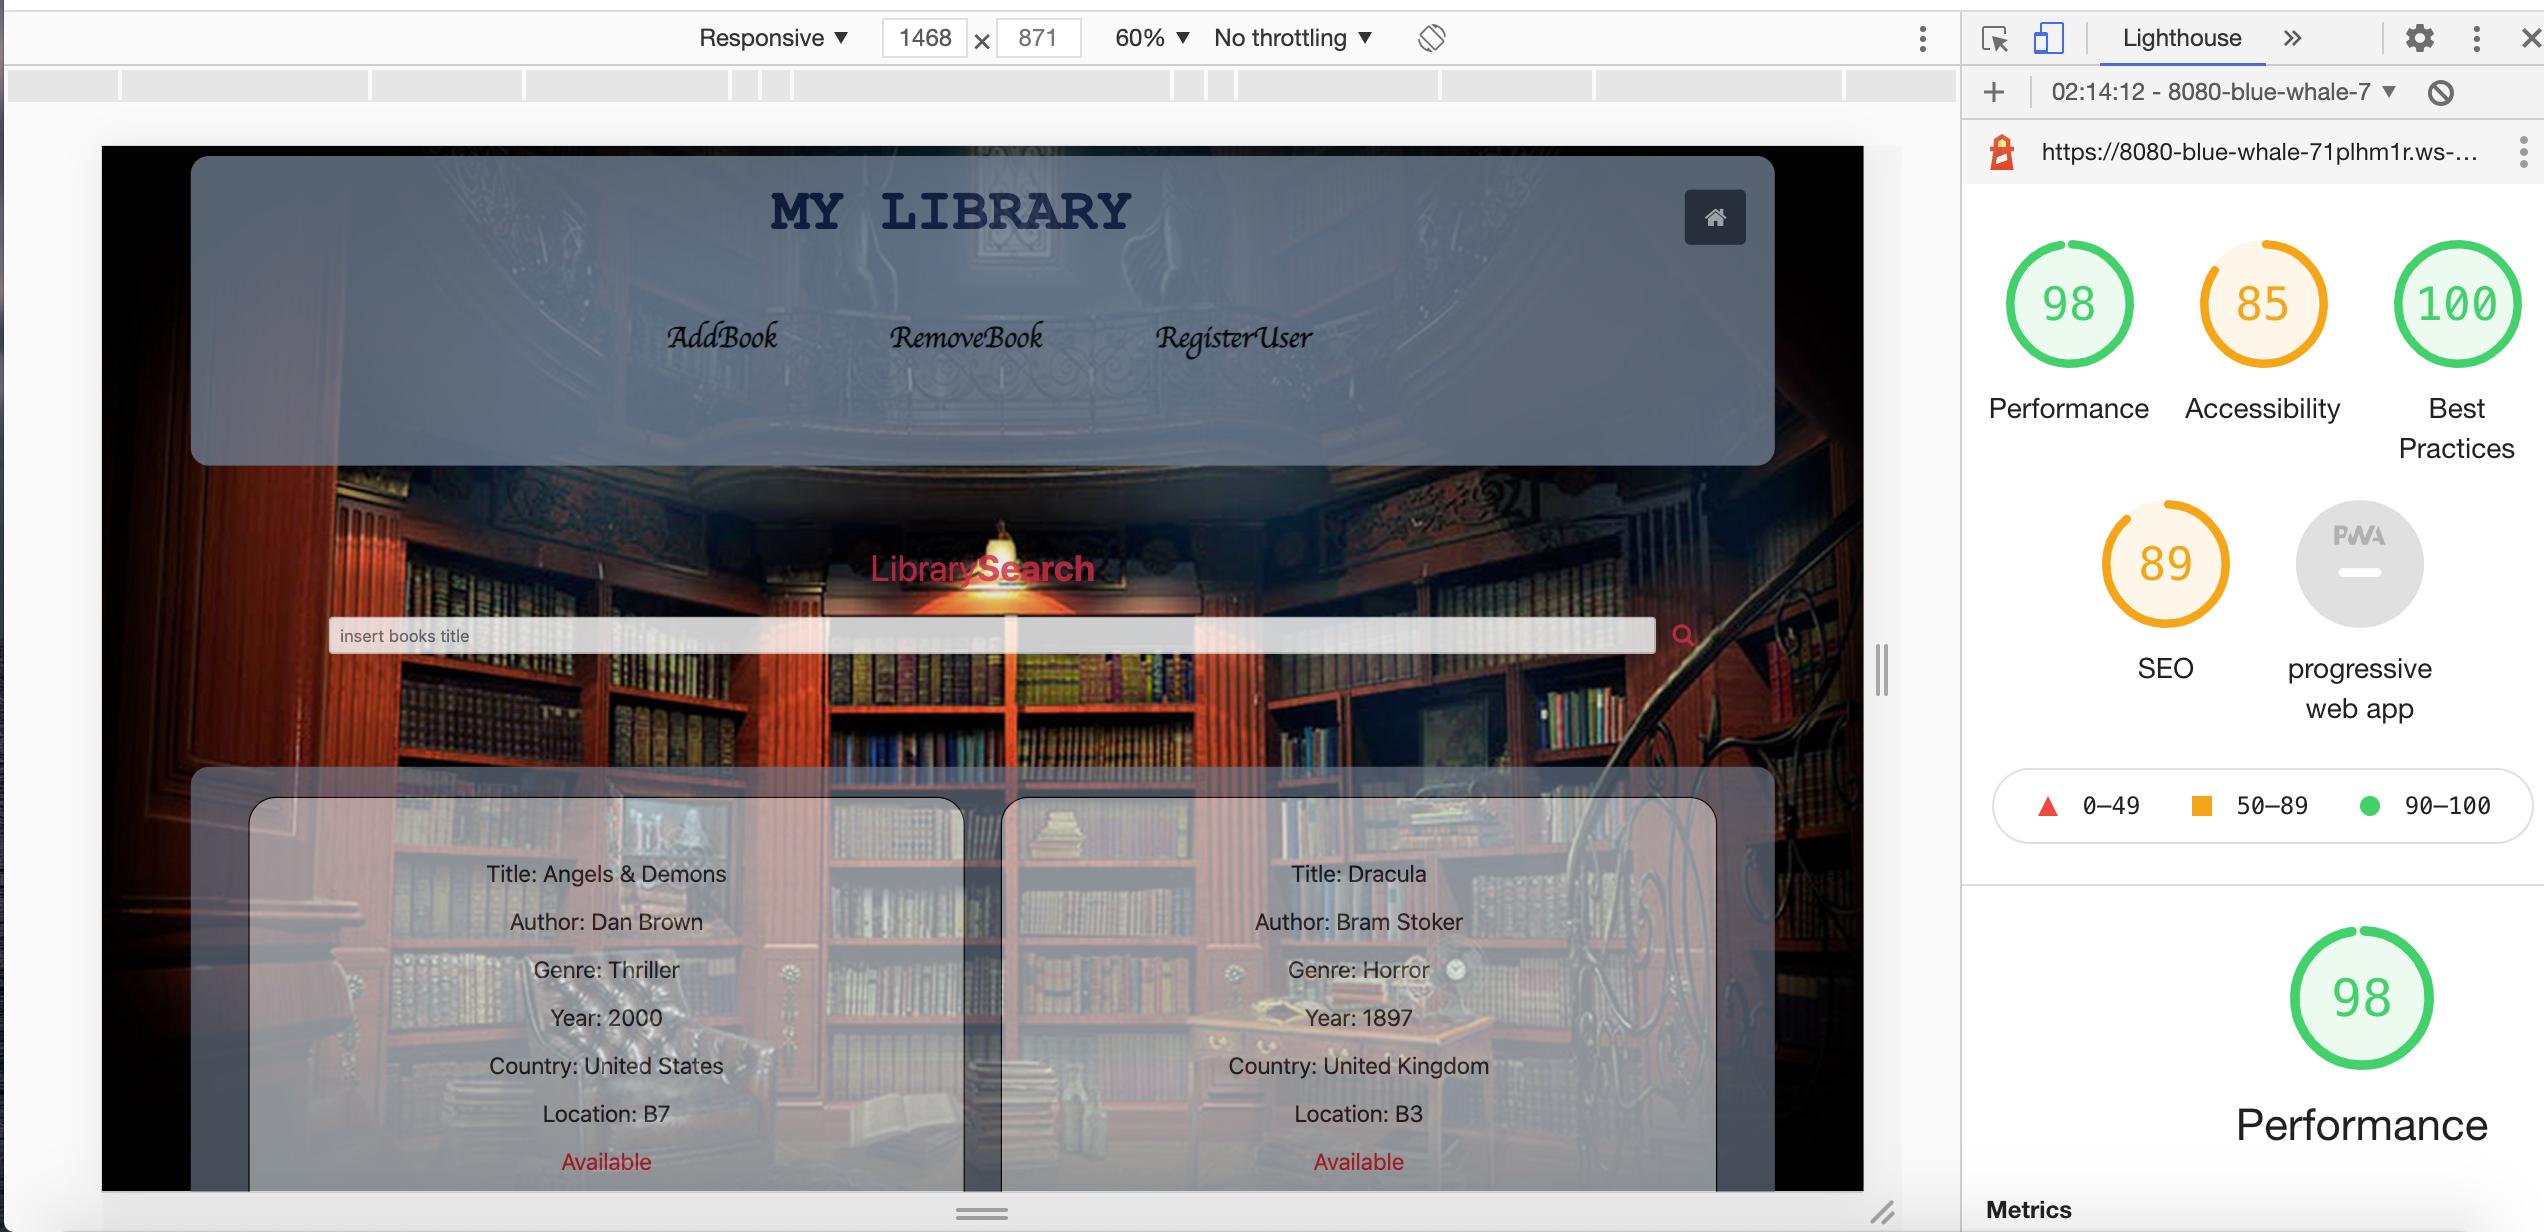 Responsive ▼ 1468 × 871 60% ▼ No throttling ▼
Lighthouse
02:14:12 - 8080-blue-whale-7 ▼
https://8080-blue-whale-71plhm1r.ws-...
MY LIBRARY
AddBook RemoveBook RegisterUser
LibrarySearch
insert books title
Title: Angels & Demons
Author: Dan Brown
Genre: Thriller
Year: 2000
Country: United States
Location: B7
Available
Title: Dracula
Author: Bram Stoker
Genre: Horror
Year: 1897
Country: United Kingdom
Location: B3
Available
98 85 100
Performance Accessibility Best
Practices
89 PWA
SEO progressive
web app
0–49 50–89 90–100
98
Performance
Metrics